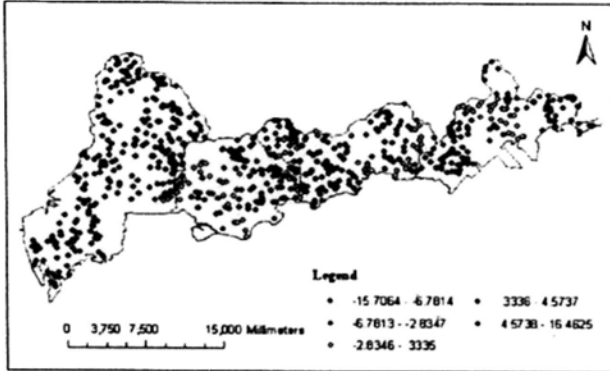 N
Legend
-15.7064 - -6.7814
-6.7813 - -2.8347
-2.8346 - .3335
.3336 - 4.5737
4.5738 - 16.4625
0 3,750 7,500 15,000 Millimeters